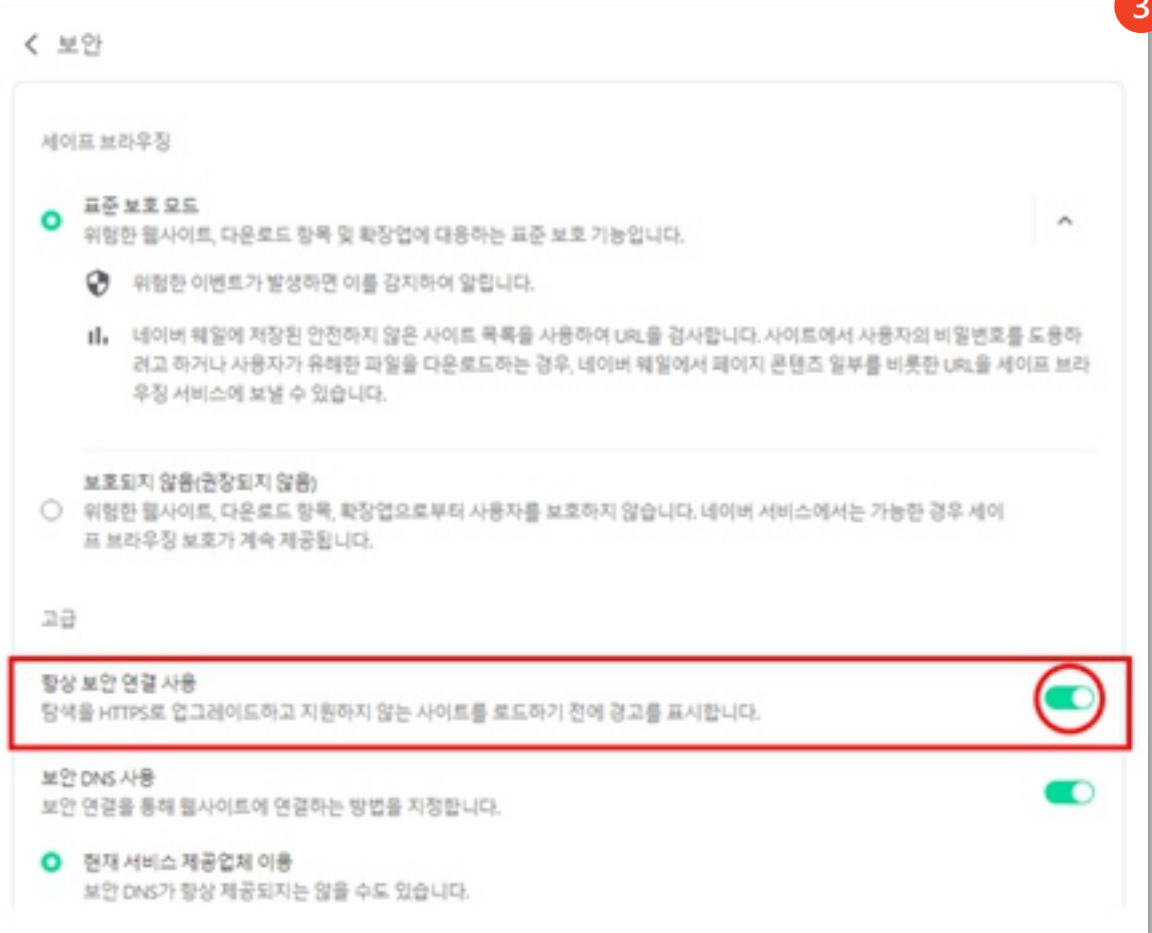 3
보안
세이프 브라우징
표준 보호 모드
위험한 웹사이트, 다운로드 항목 및 확장앱에 대응하는 표준 보호 기능입니다.
위험한 이벤트가 발생하면 이를 감지하여 알립니다.
네이버 웨일에 저장된 안전하지 않은 사이트 목록을 사용하여 URL을 검사합니다. 사이트에서 사용자의 비밀번호를 도용하
려고 하거나 사용자가 유해한 파일을 다운로드하는 경우, 네이버 웨일에서 페이지 콘텐츠 일부를 비롯한 URL을 세이프 브라
우징 서비스에 보낼 수 있습니다.
보호되지 않음(권장되지 않음)
위험한 웹사이트, 다운로드 항목, 확장앱으로부터 사용자를 보호하지 않습니다. 네이버 서비스에서는 가능한 경우 세이
프 브라우징 보호가 계속 제공됩니다.
고급
항상 보안 연결 사용
탐색을 HTTPS로 업그레이드하고 지원하지 않는 사이트를 로드하기 전에 경고를 표시합니다.
보안 DNS 사용
보안 연결을 통해 웹사이트에 연결하는 방법을 지정합니다.
현재 서비스 제공업체 이용
보안 DNS가 항상 제공되지는 않을 수도 있습니다.